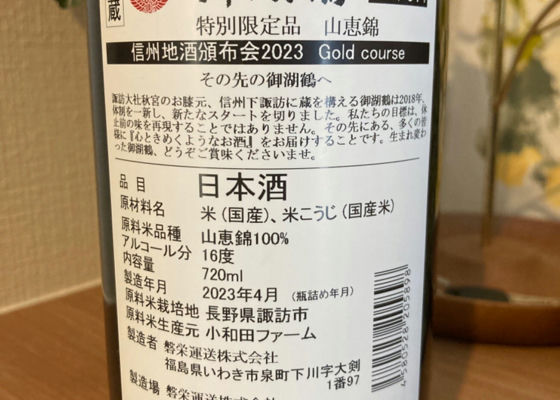 蔵
特別限定品 山恵錦
信州地酒頒布会2023 Gold course
その先の御湖鶴へ
諏訪大社秋宮のお膝元、信州下諏訪に蔵を構える御湖鶴は2018年、
体制を一新し、新たなスタートを切りました。私たちの目標は、休
止前の味を再現することではありません。その先にある、多くの皆
様に『心ときめくようなお酒』をお届けすることです。生まれ変わ
った御湖鶴、どうぞご賞味くださいませ。
品目 日本酒
原材料名 米(国産)、米こうじ(国産米)
原料米品種 山恵錦100%
アルコール分 16度
内容量 720ml
製造年月 2023年4月 (瓶詰め年月)
原料米栽培地 長野県諏訪市
原料米生産元 小和田ファーム
製造者 磐栄運送株式会社
福島県いわき市泉町下川字大剣
1番97
製造場 磐栄運送株式会社
4580528205898